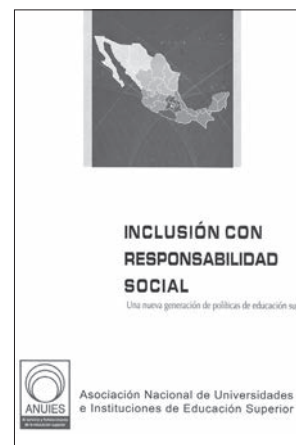 INCLUSIÓN CON
RESPONSABILIDAD
SOCIAL
Una nueva generación de políticas de educación su
ANUIES
Asociación Nacional de Universidades
e Instituciones de Educación Superior